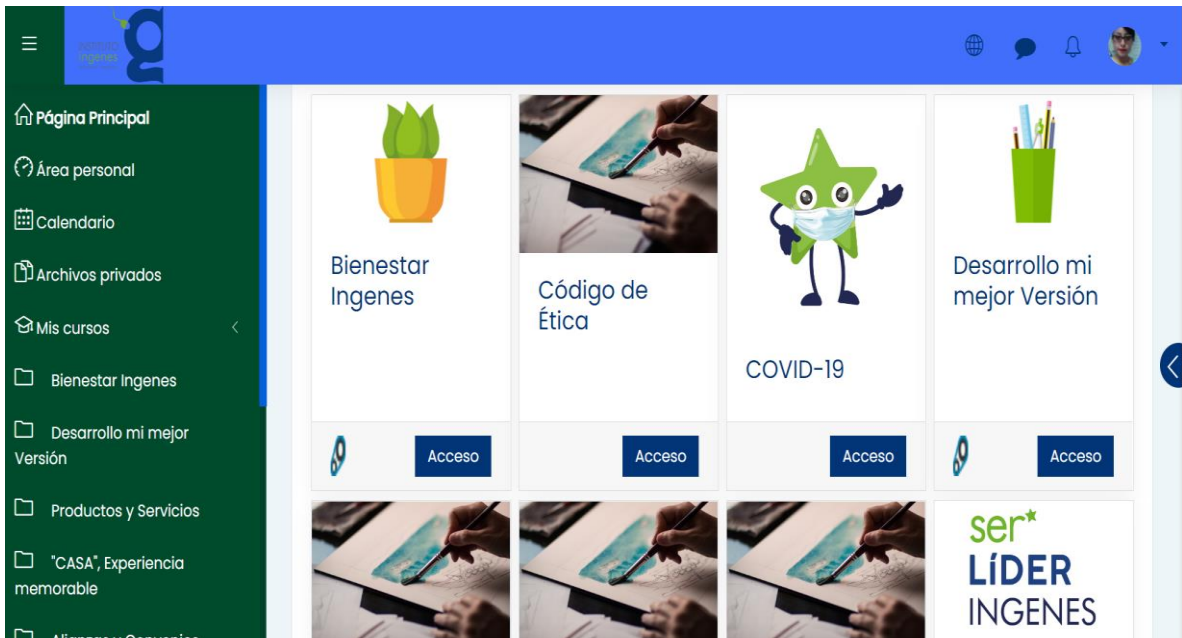 ingenes
Página Principal
Área personal
Calendario
Archivos privados
Mis cursos
Bienestar Ingenes
Desarrollo mi mejor
Versión
Productos y Servicios
"CASA", Experiencia
memorable
Bienestar
Ingenes
Acceso
Código de
Ética
Acceso
COVID-19
Acceso
Desarrollo mi
mejor Versión
Acceso
ser*
LíDER
INGENES